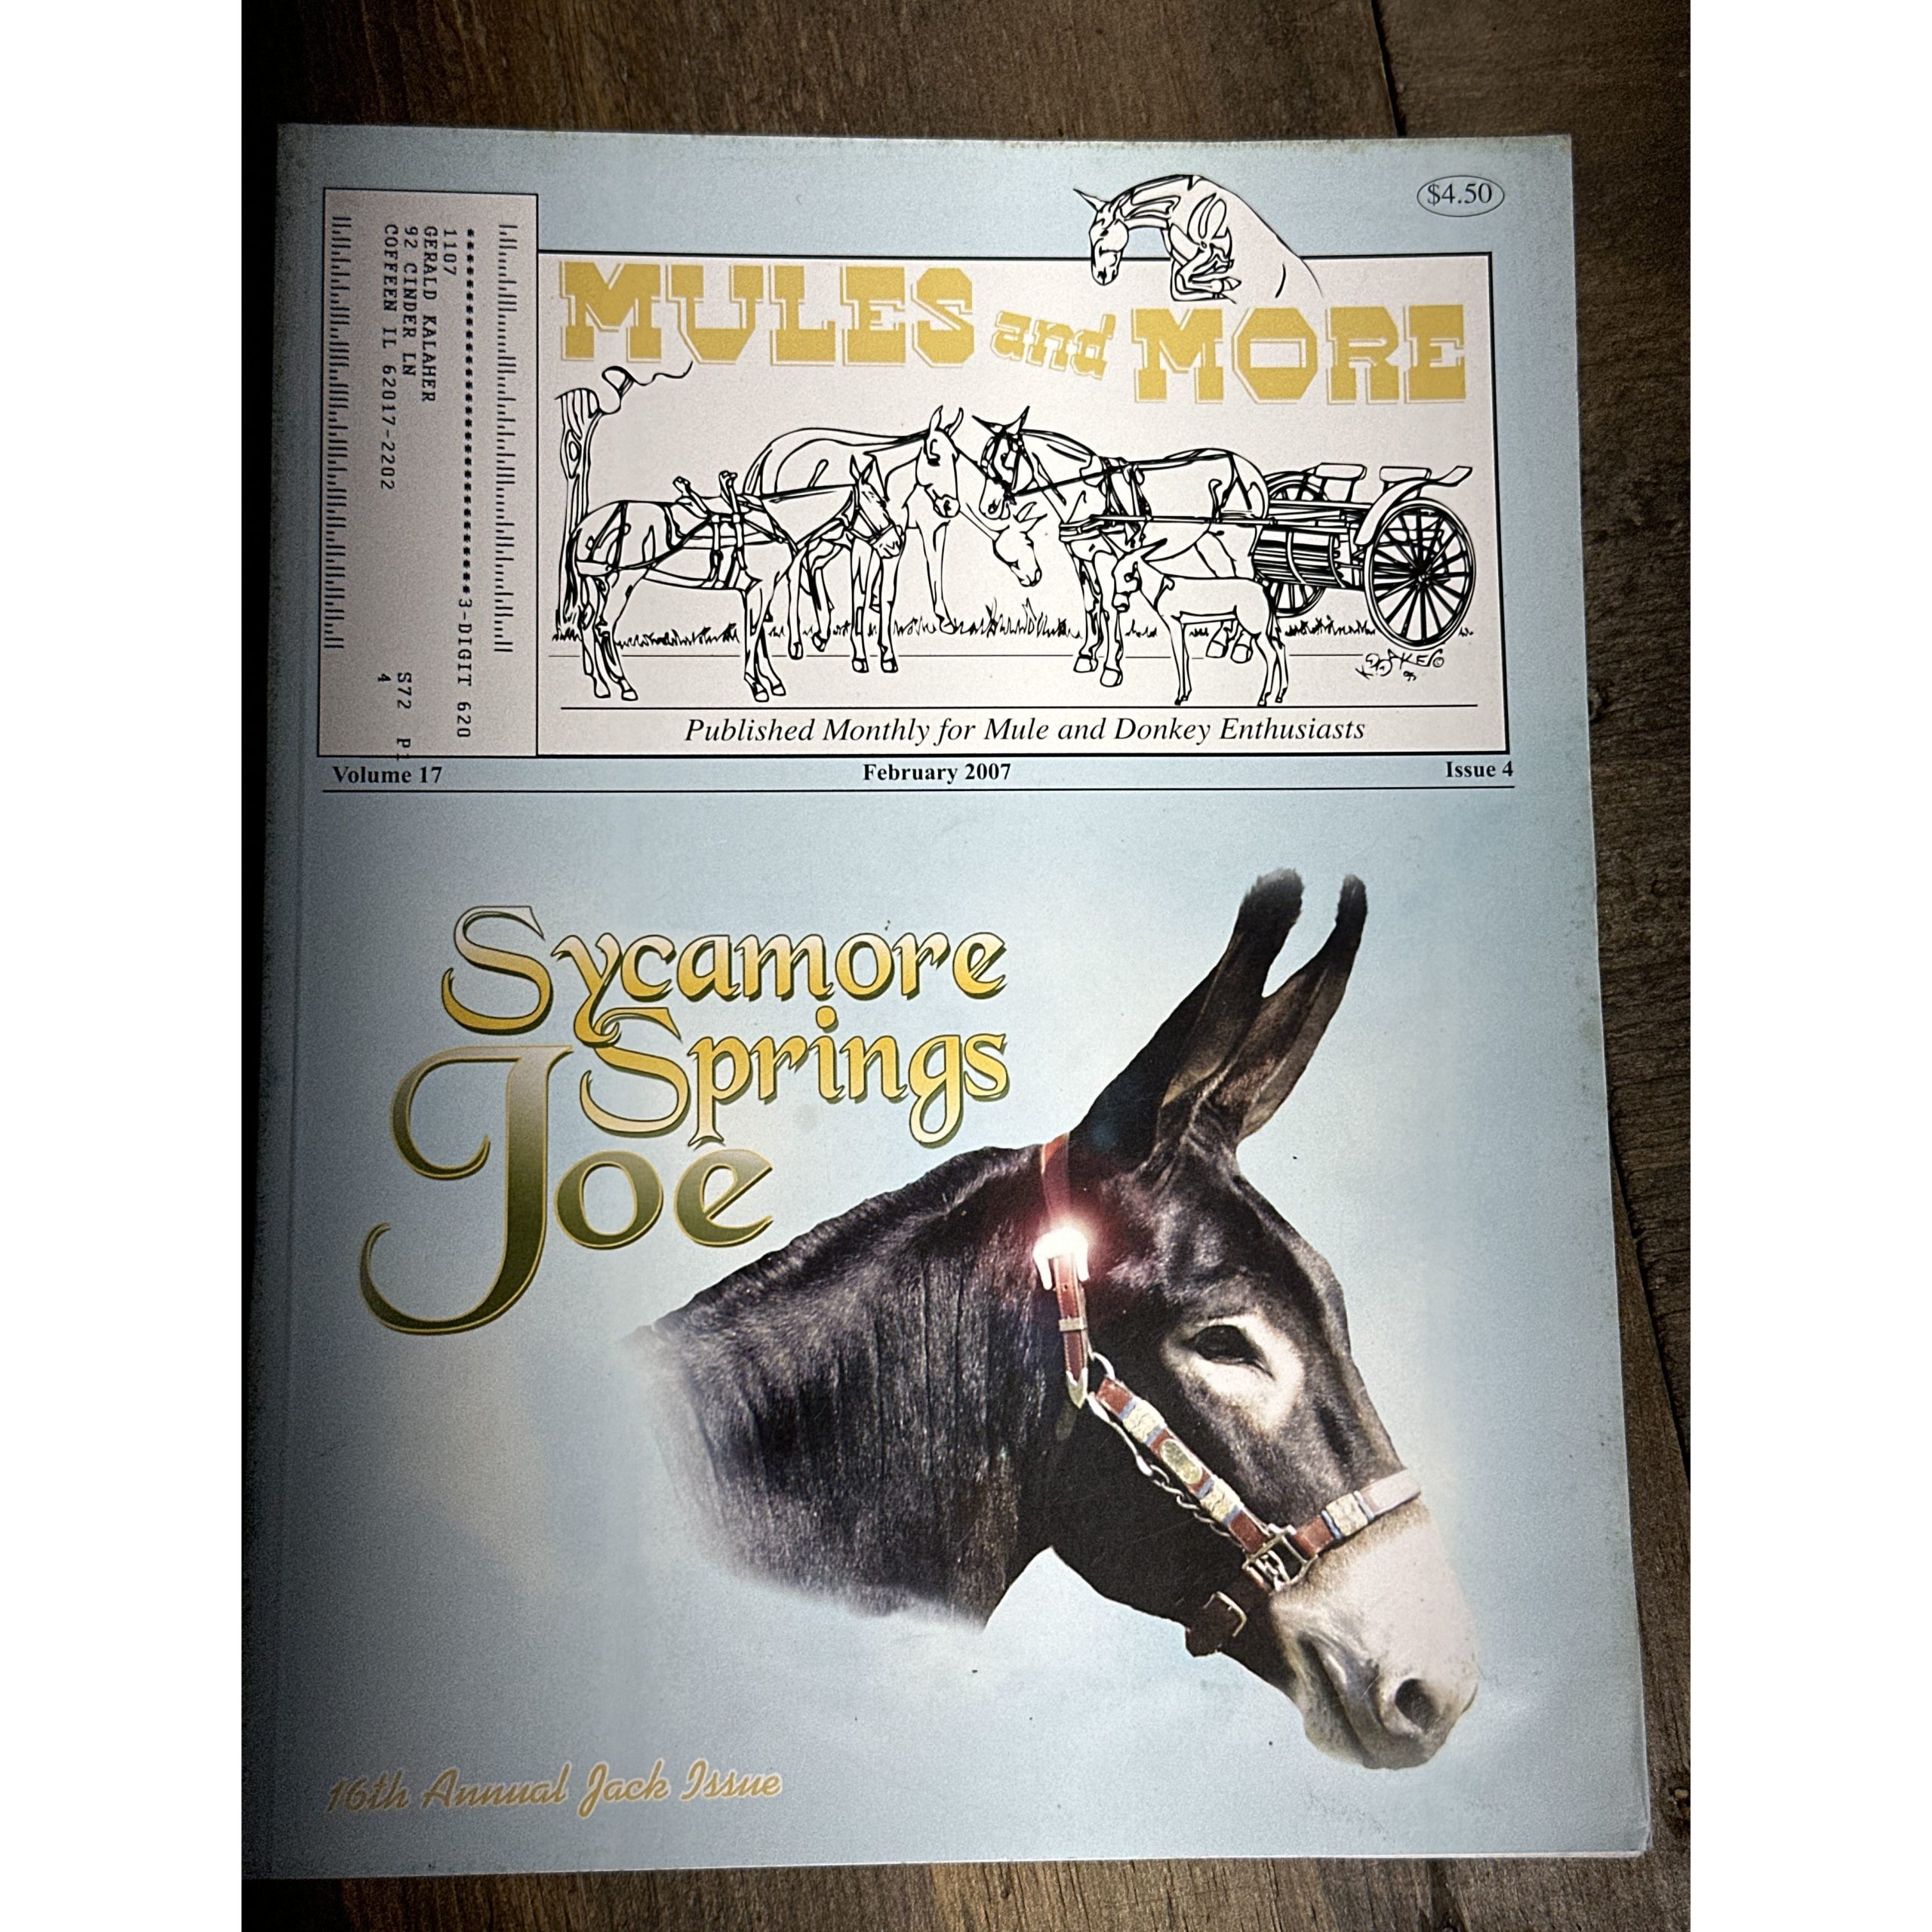 $4.50
MULES and MORE
Published Monthly for Mule and Donkey Enthusiasts
******************************3-DIGIT 620
1107
GERALD KALAHER
92 CINDER LN
COFFEEN IL 62017-2202
S72
4
Volume 17 February 2007 Issue 4
Sycamore
Springs
Joe
16th Annual Jack Issue